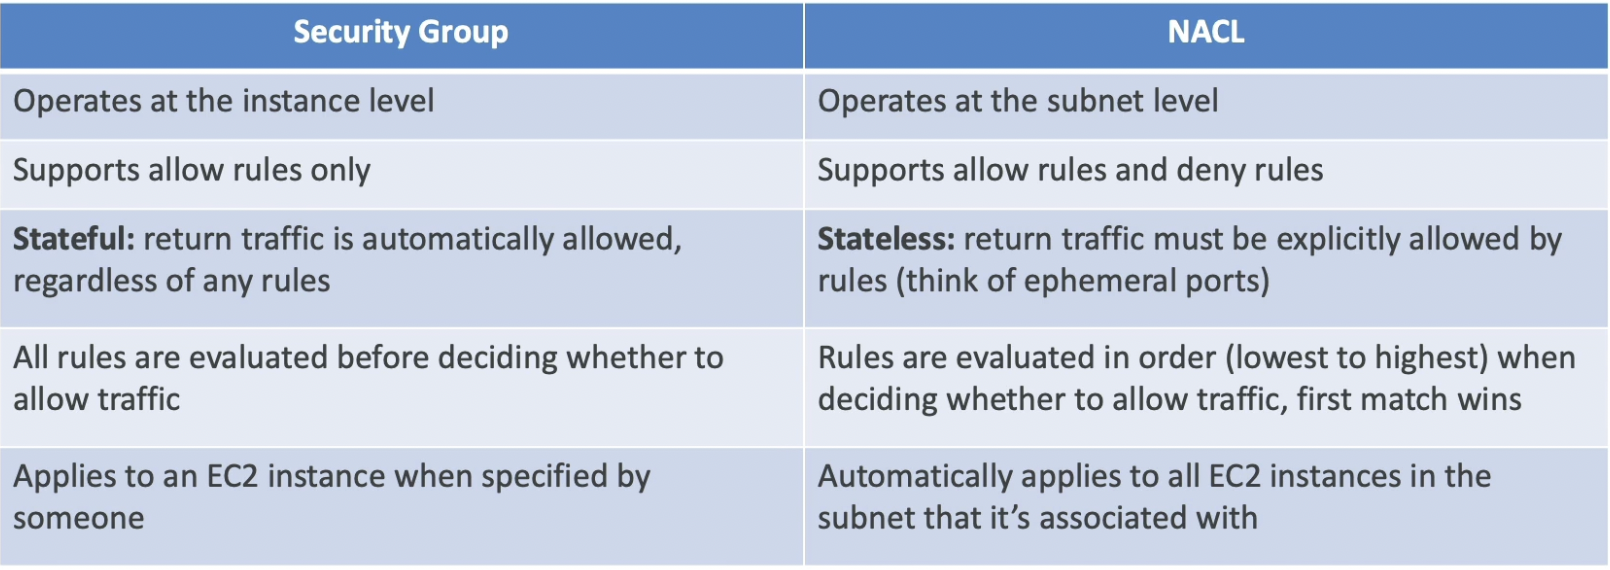 Security Group
NACL
Operates at the instance level
Operates at the subnet level
Supports allow rules only
Supports allow rules and deny rules
Stateful: return traffic is automatically allowed,
regardless of any rules
Stateless: return traffic must be explicitly allowed by
rules (think of ephemeral ports)
All rules are evaluated before deciding whether to
allow traffic
Rules are evaluated in order (lowest to highest) when
deciding whether to allow traffic, first match wins
Applies to an EC2 instance when specified by
someone
Automatically applies to all EC2 instances in the
subnet that it’s associated with